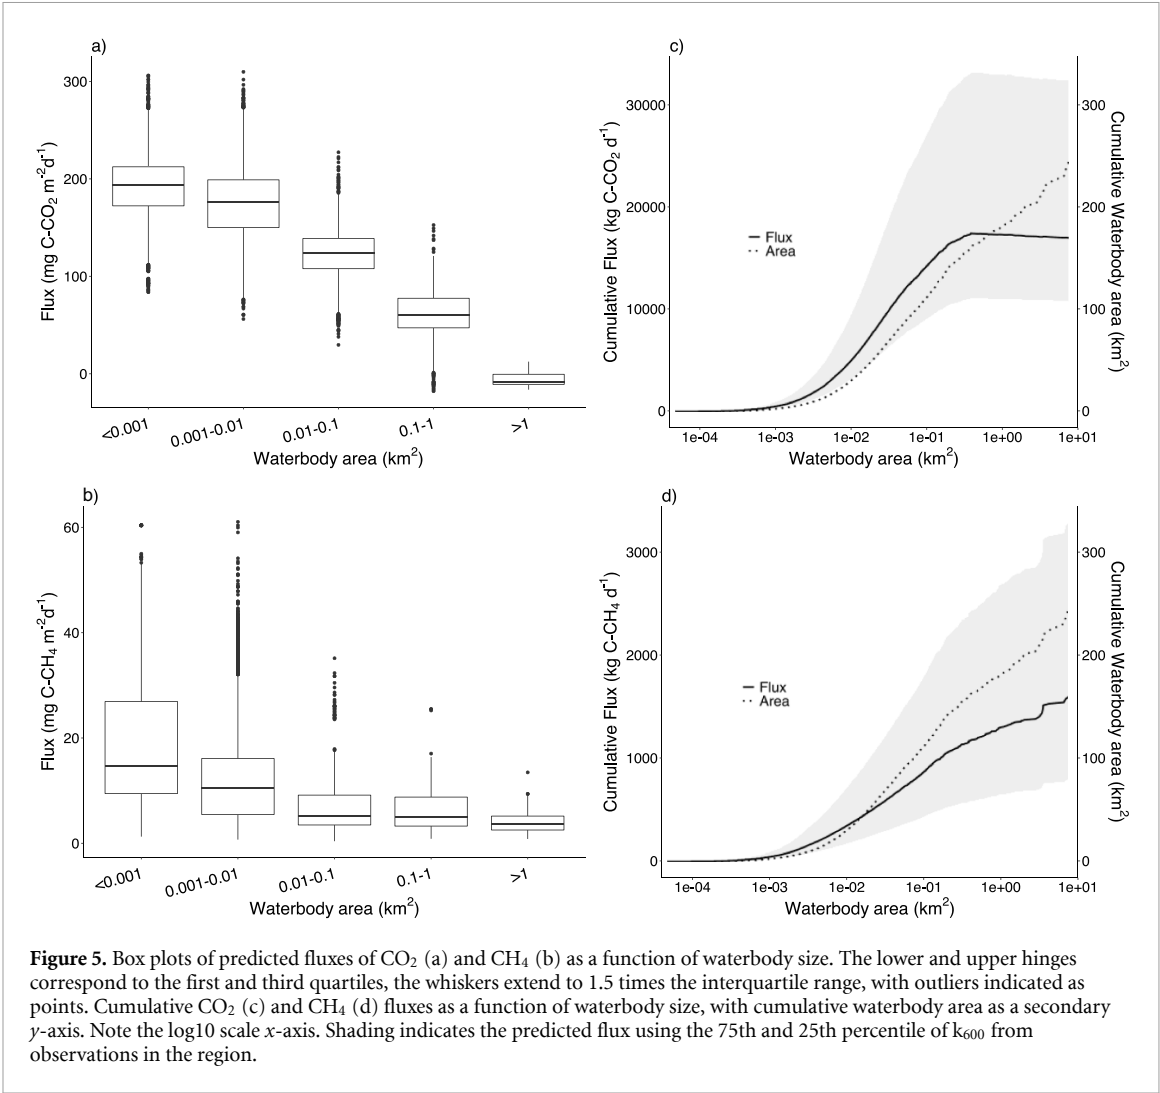 a)
300
200
100
0
Flux (mg C-CO₂ m⁻²d⁻¹)
<0.001
0.001-0.01
0.01-0.1
0.1-1
>1
Waterbody area (km²)
c)
30000
20000
10000
0
Cumulative Flux (kg C-CO₂ d⁻¹)
Flux
Area
300
200
100
0
Cumulative Waterbody area (km²)
1e-04
1e-03
1e-02
1e-01
1e+00
1e+01
Waterbody area (km²)
b)
60
40
20
0
Flux (mg C-CH₄ m⁻²d⁻¹)
<0.001
0.001-0.01
0.01-0.1
0.1-1
>1
Waterbody area (km²)
d)
3000
2000
1000
0
Cumulative Flux (kg C-CH₄ d⁻¹)
Flux
Area
300
200
100
0
Cumulative Waterbody area (km²)
1e-04
1e-03
1e-02
1e-01
1e+00
1e+01
Waterbody area (km²)
Figure 5. Box plots of predicted fluxes of CO₂ (a) and CH₄ (b) as a function of waterbody size. The lower and upper hinges
correspond to the first and third quartiles, the whiskers extend to 1.5 times the interquartile range, with outliers indicated as
points. Cumulative CO₂ (c) and CH₄ (d) fluxes as a function of waterbody size, with cumulative waterbody area as a secondary
y-axis. Note the log10 scale x-axis. Shading indicates the predicted flux using the 75th and 25th percentile of k₆₀₀ from
observations in the region.